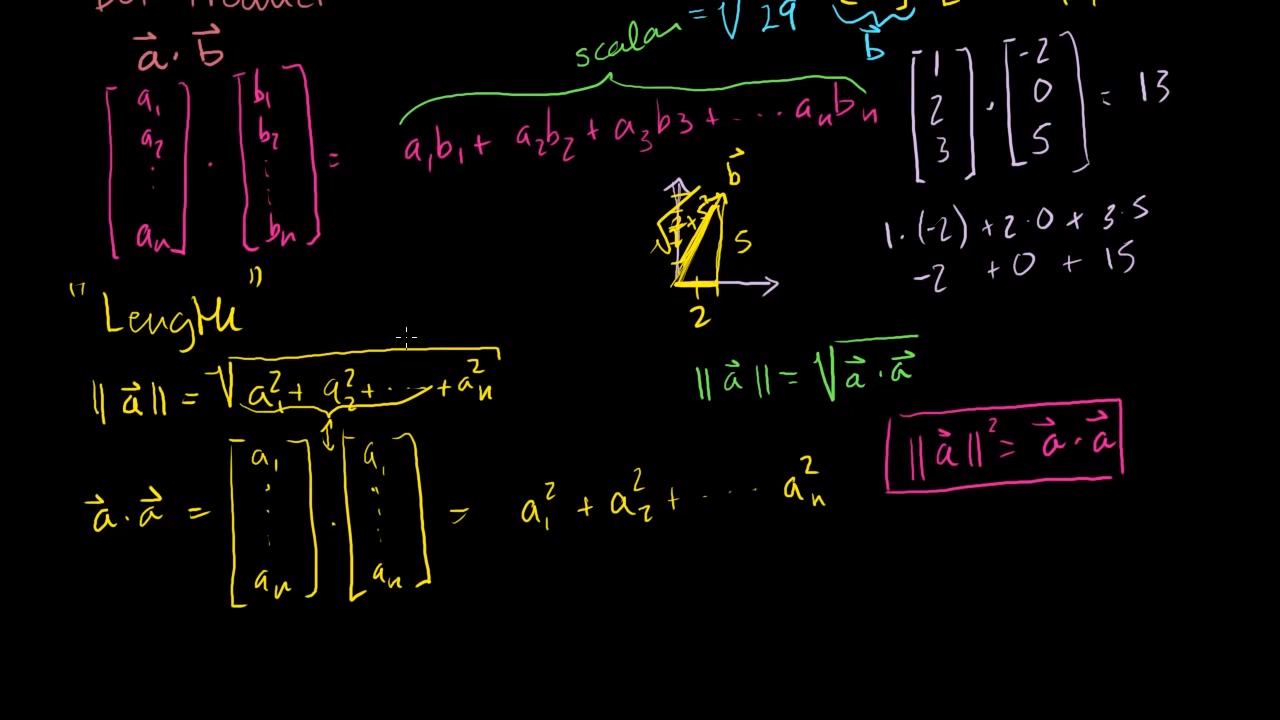 Dot Product
a⃗ · b⃗
[a₁ a₂ ⋮ aₙ] · [b₁ b₂ ⋮ bₙ] = a₁b₁ + a₂b₂ + a₃b₃ + ⋯ aₙbₙ
scalar
= √29
b⃗
[1 2 3] · [-2 0 5] = 13
1·(-2) + 2·0 + 3·5
-2 + 0 + 15
b⃗
5
2
"Length"
||a⃗|| = √(a₁² + a₂² + ⋯ + aₙ²)
||a⃗|| = √(a⃗ · a⃗)
||a⃗||² = a⃗ · a⃗
a⃗ · a⃗ = [a₁ ⋮ aₙ] · [a₁ ⋮ aₙ] = a₁² + a₂² + ⋯ aₙ²